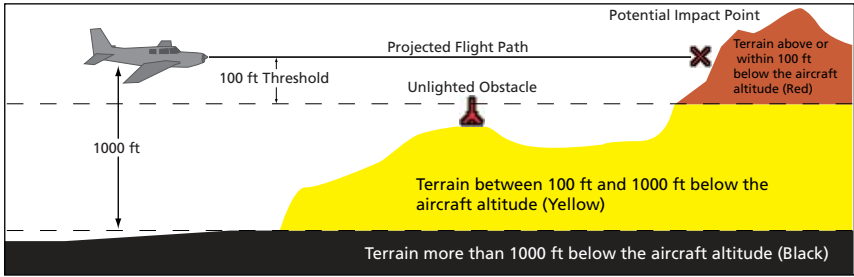 Potential Impact Point
Projected Flight Path
Terrain above or
within 100 ft
below the aircraft
altitude (Red)
100 ft Threshold
Unlighted Obstacle
1000 ft
Terrain between 100 ft and 1000 ft below the
aircraft altitude (Yellow)
Terrain more than 1000 ft below the aircraft altitude (Black)